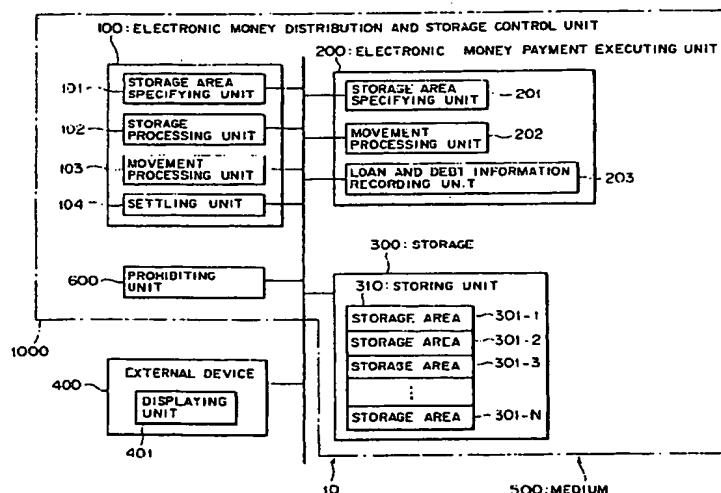 100: ELECTRONIC MONEY DISTRIBUTION AND STORAGE CONTROL UNIT
101
STORAGE AREA
SPECIFYING UNIT
102
STORAGE
PROCESSING UNIT
103
MOVEMENT
PROCESSING UNIT
104
SETTLING UNIT
200: ELECTRONIC MONEY PAYMENT EXECUTING UNIT
STORAGE AREA
SPECIFYING UNIT
201
MOVEMENT
PROCESSING UNIT
202
LOAN AND DEBT INFORMATION
RECORDING UNIT
203
600
PROHIBITING
UNIT
1000
300: STORAGE
310: STORING UNIT
STORAGE AREA
301-1
STORAGE AREA
301-2
STORAGE AREA
301-3
⋮
STORAGE AREA
301-N
400
EXTERNAL DEVICE
DISPLAYING
UNIT
401
10
500: MEDIUM